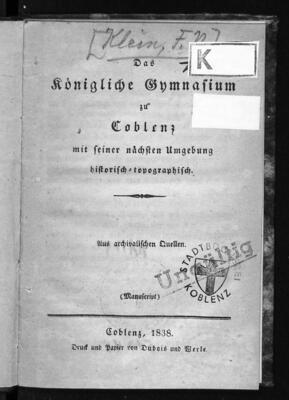 [Klein, F. N]
K
Das
Königliche Gymnasium
zu
Coblenz
mit seiner nächsten Umgebung
historisch-topographisch.
Aus archivalischen Quellen.
Ungültig
KOBLENZ
(Manuscript)
Coblenz, 1838.
Druck und Papier von Dubois und Werle.